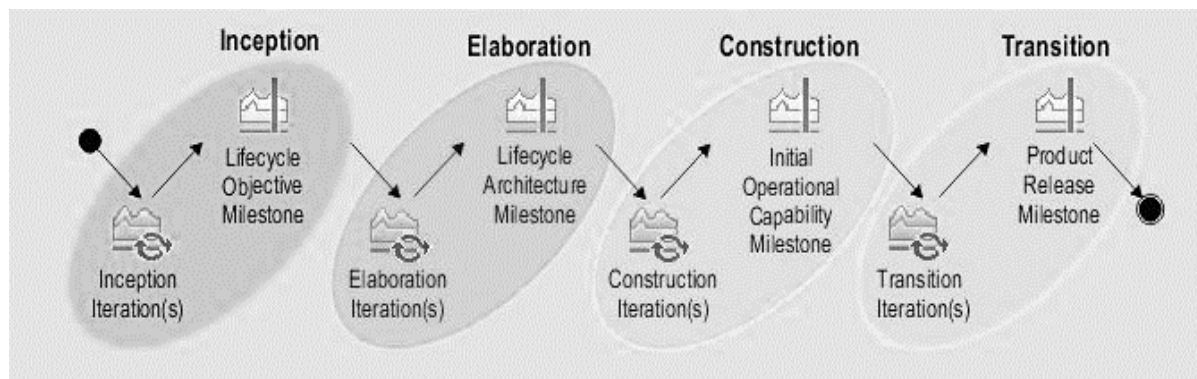 Inception
Elaboration
Construction
Transition
Lifecycle
Objective
Milestone
Inception
Iteration(s)
Lifecycle
Architecture
Milestone
Elaboration
Iteration(s)
Initial
Operational
Capability
Milestone
Construction
Iteration(s)
Product
Release
Milestone
Transition
Iteration(s)